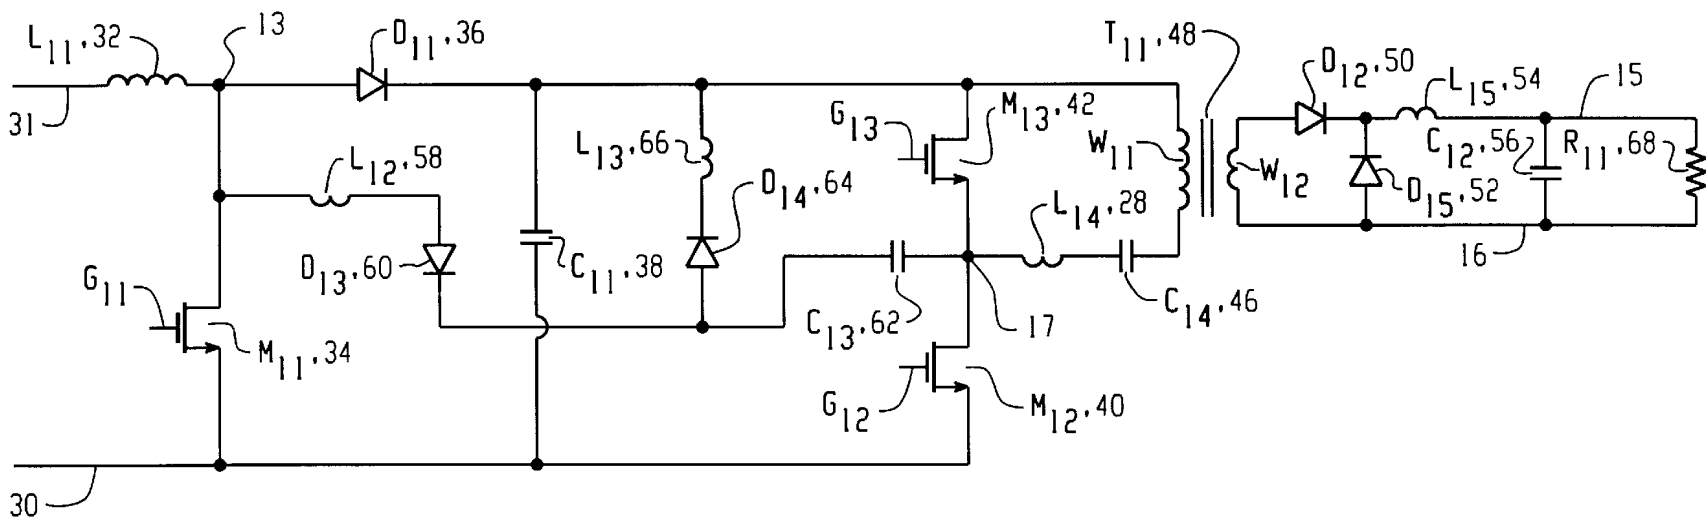 L11,32
13
D11,36
T11,48
D12,50
L15,54
15
31
G13
M13,42
W11
W12
C12,56
R11,68
L12,58
L13,66
D14,64
L14,28
D15,52
16
D13,60
C11,38
C14,46
G11
C13,62
17
M11,34
G12
M12,40
30